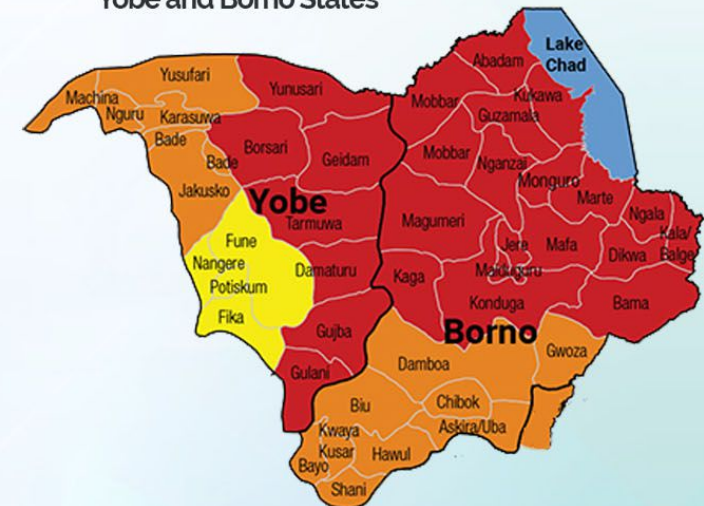 Yobe and Borno States
Lake
Chad
Abadam
Yusufari
Yunusari
Machina
Mobbar
Kukawa
Nguru
Karasuwa
Guzamala
Bade
Borsari
Geidam
Mobbar
Nganzai
Bade
Monguro
Jakusko
Yobe
Marte
Tarmuwa
Magumeri
Ngala
Fune
Jere
Mafa
Kala/
Balge
Nangere
Damaturu
Kaga
Maiduguru
Dikwa
Potiskum
Konduga
Bama
Fika
Gujba
Borno
Gwoza
Damboa
Gulani
Biu
Chibok
Kwaya
Kusar
Askira/Uba
Bayo
Hawul
Shani